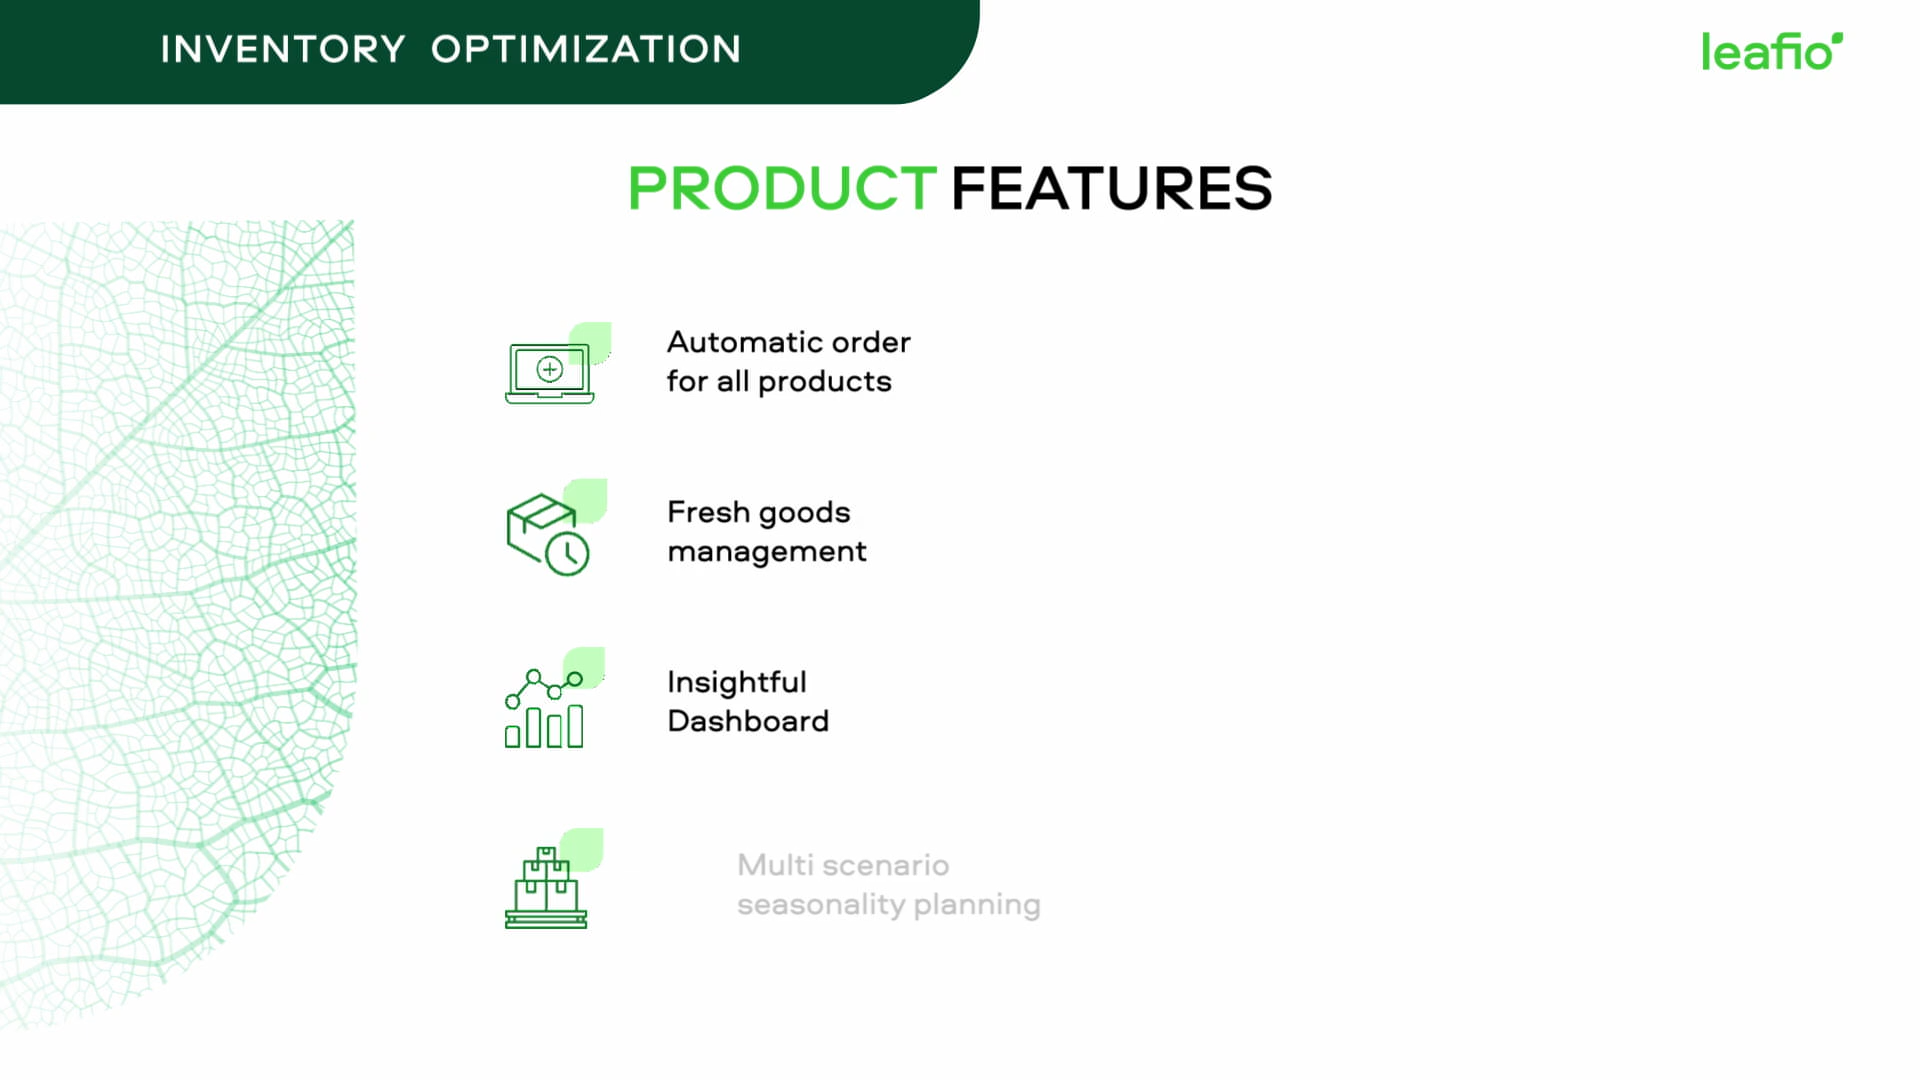 INVENTORY OPTIMIZATION
leafio
PRODUCT FEATURES
Automatic order
for all products
Fresh goods
management
Insightful
Dashboard
Multi scenario
seasonality planning